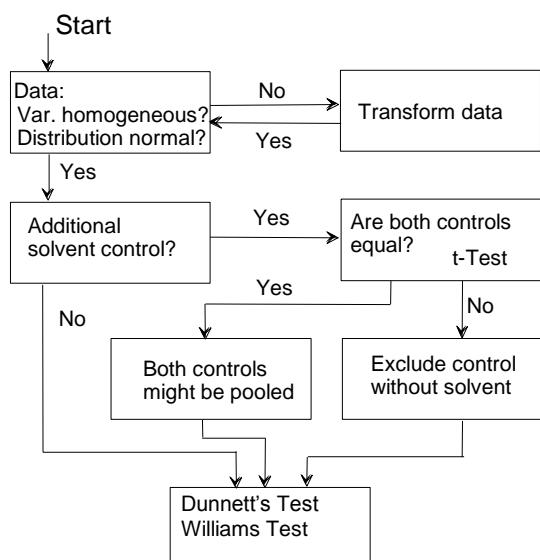 Start
Data:
Var. homogeneous?
Distribution normal?
No
Yes
Transform data
Yes
Additional
solvent control?
Yes
Are both controls
equal?
t-Test
No
Yes
No
Both controls
might be pooled
Exclude control
without solvent
Dunnett's Test
Williams Test